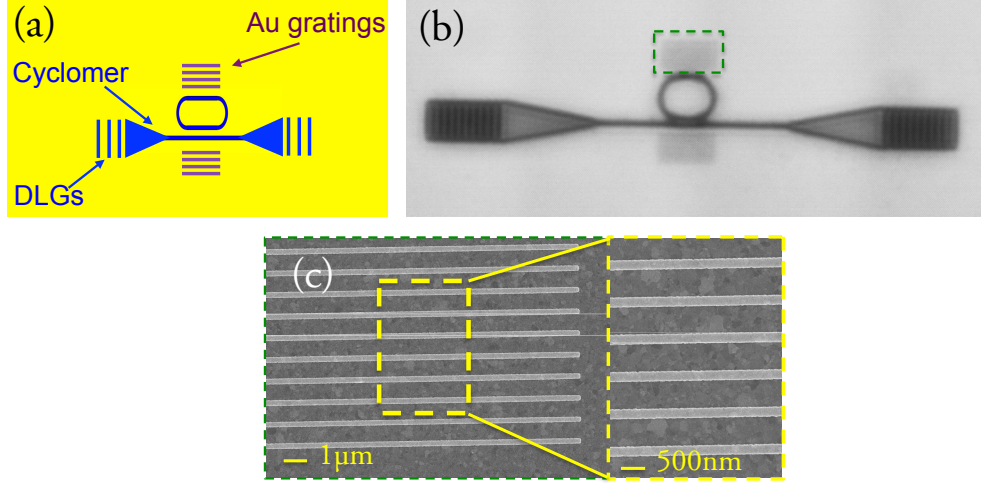 (a)
Au gratings
Cyclomer
DLGs
(b)
(c)
1μm
500nm